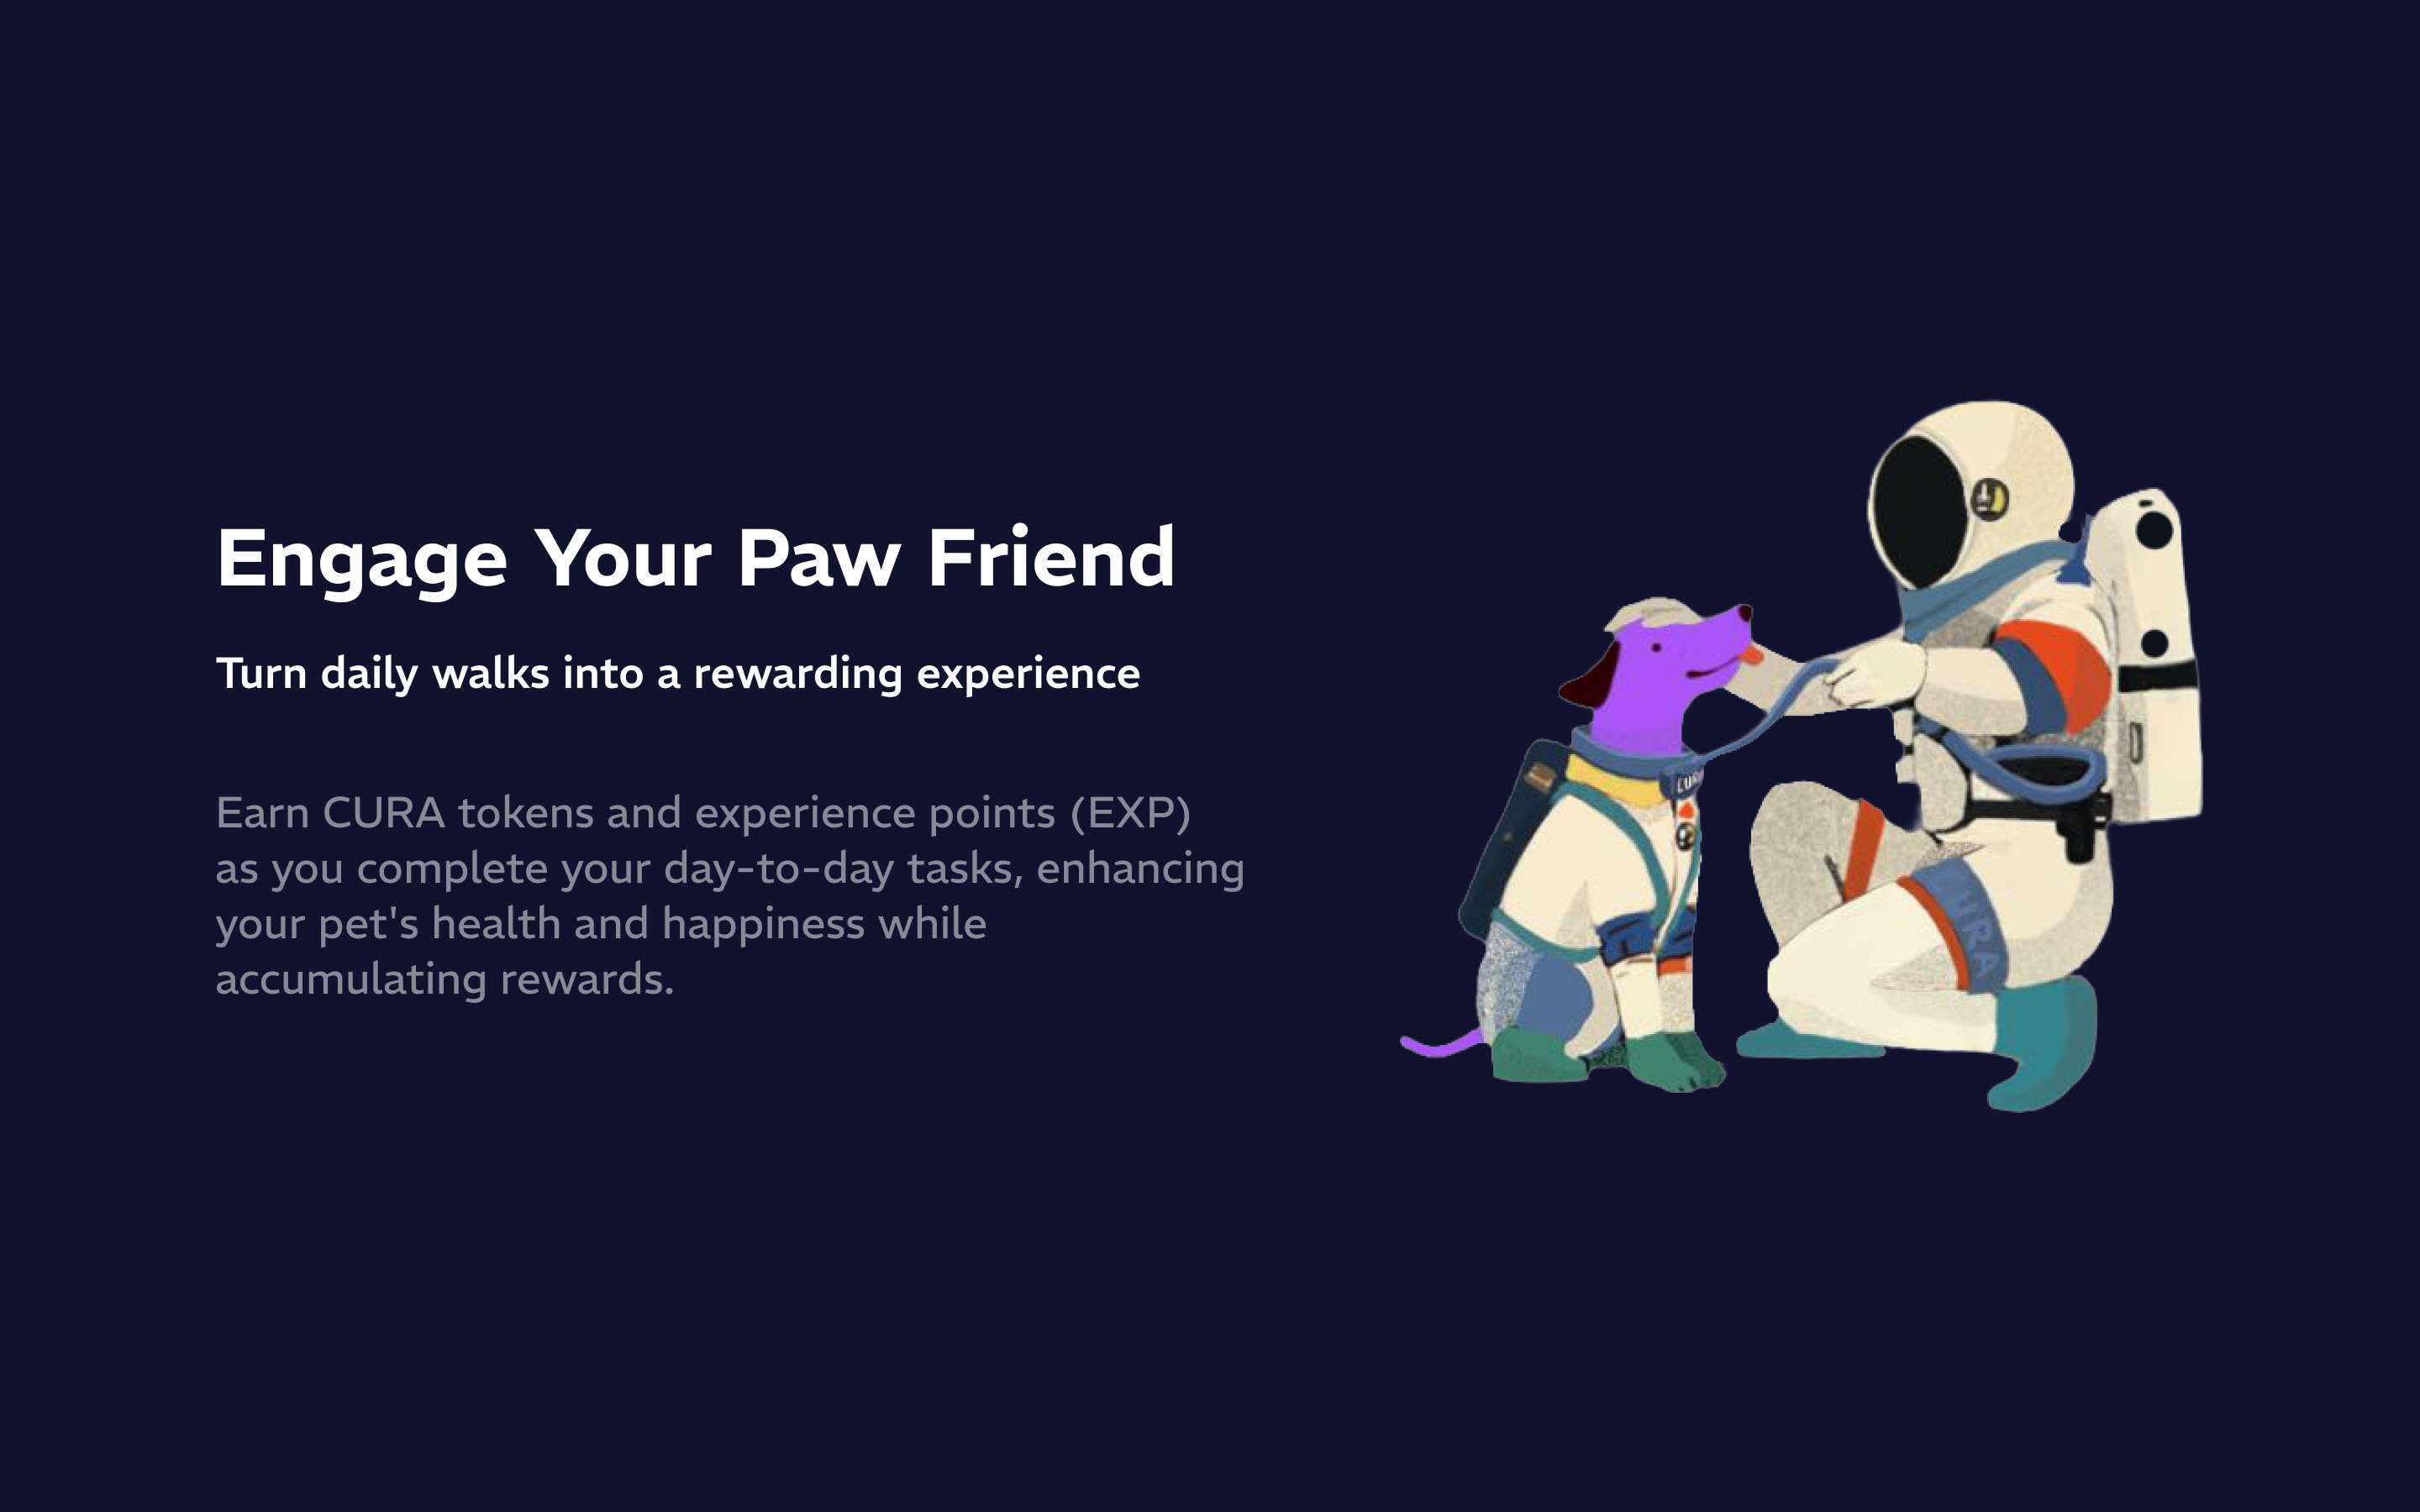 Engage Your Paw Friend
Turn daily walks into a rewarding experience
Earn CURA tokens and experience points (EXP)
as you complete your day-to-day tasks, enhancing
your pet's health and happiness while
accumulating rewards.
CURA